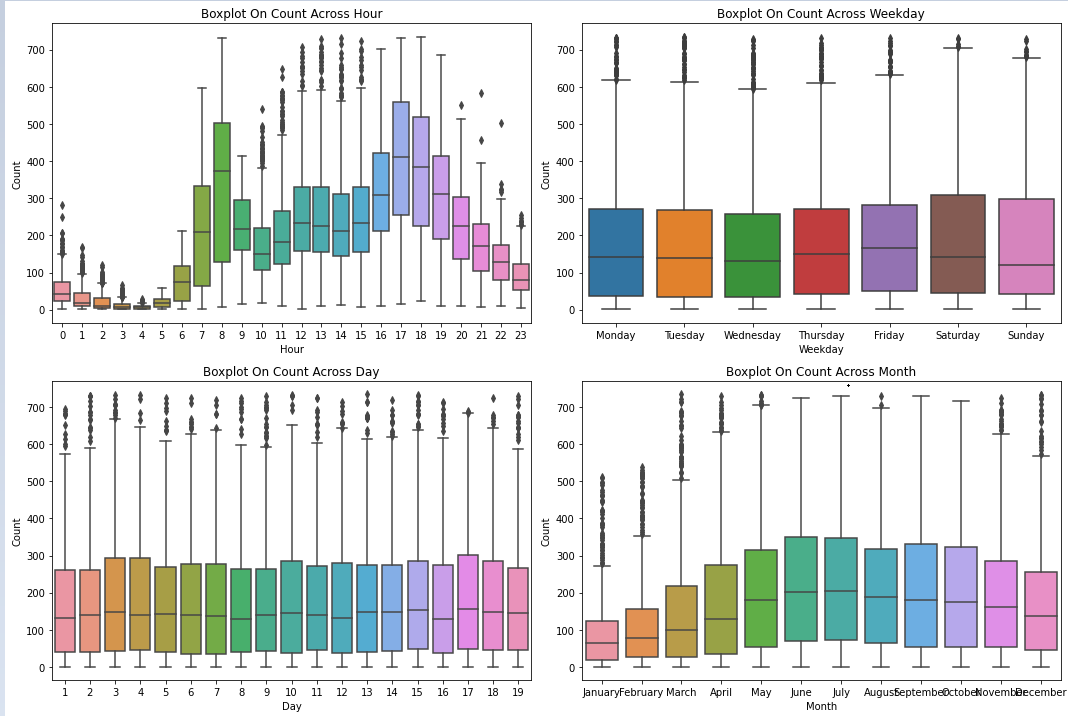 Boxplot On Count Across Hour
Count
700
600
500
400
300
200
100
0
0 1 2 3 4 5 6 7 8 9 10 11 12 13 14 15 16 17 18 19 20 21 22 23
Hour
Boxplot On Count Across Weekday
Count
700
600
500
400
300
200
100
0
Monday Tuesday Wednesday Thursday Friday Saturday Sunday
Weekday
Boxplot On Count Across Day
Count
700
600
500
400
300
200
100
0
1 2 3 4 5 6 7 8 9 10 11 12 13 14 15 16 17 18 19
Day
Boxplot On Count Across Month
Count
700
600
500
400
300
200
100
0
January February March April May June July August September October November December
Month